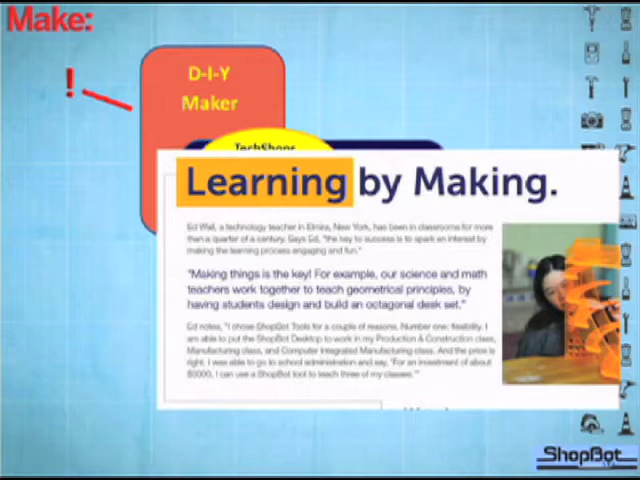 Make:
!
D-I-Y
Maker
TechShops
Learning by Making.
Ed Wall, a technology teacher in Elmira, New York, has been in classrooms for more
than a quarter of a century. Says Ed, "the key to success is to spark an interest by
making the learning process engaging and fun."
"Making things is the key! For example, our science and math
teachers work together to teach geometrical principles, by
having students design and build an octagonal desk set."
Ed notes, "I chose ShopBot Tools for a couple of reasons. Number one: flexibility. I
am able to put the ShopBot Desktop to work in my Production & Construction class,
Manufacturing class, and Computer Integrated Manufacturing class. And the price is
right. I was able to go to school administration and say, "For an investment of about
I can use a ShopBot tool to teach three of my classes.""
ShopBot